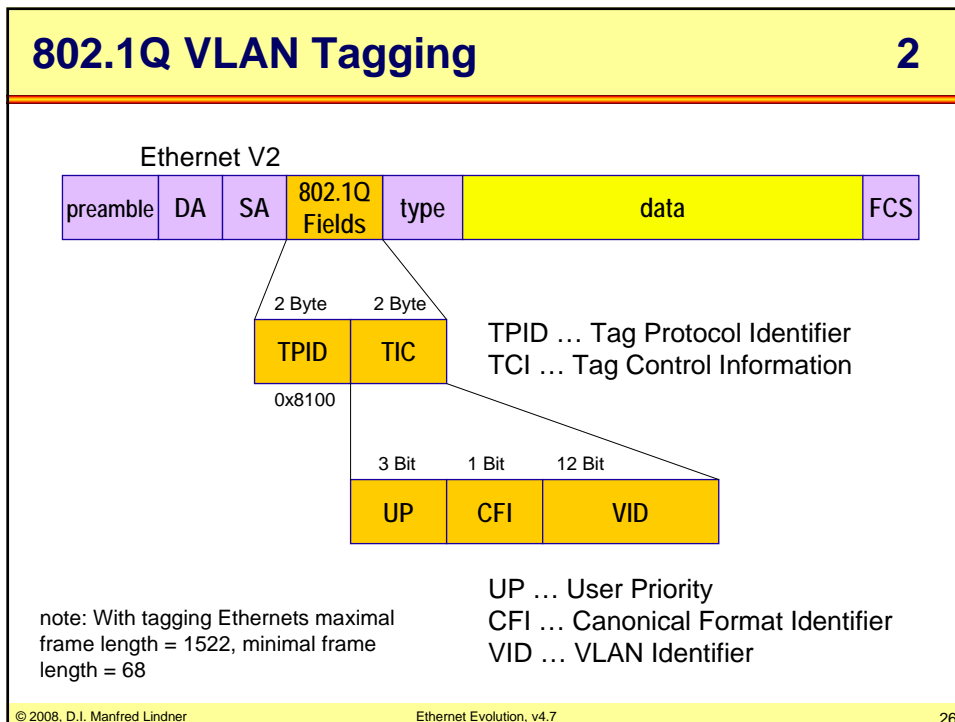 802.1Q VLAN Tagging 2
Ethernet V2
preamble DA SA 802.1Q Fields type data FCS
2 Byte 2 Byte
TPID TIC
0x8100
TPID … Tag Protocol Identifier
TCI … Tag Control Information
3 Bit 1 Bit 12 Bit
UP CFI VID
UP … User Priority
CFI … Canonical Format Identifier
VID … VLAN Identifier
note: With tagging Ethernets maximal
frame length = 1522, minimal frame
length = 68
© 2008, D.I. Manfred Lindner Ethernet Evolution, v4.7 26